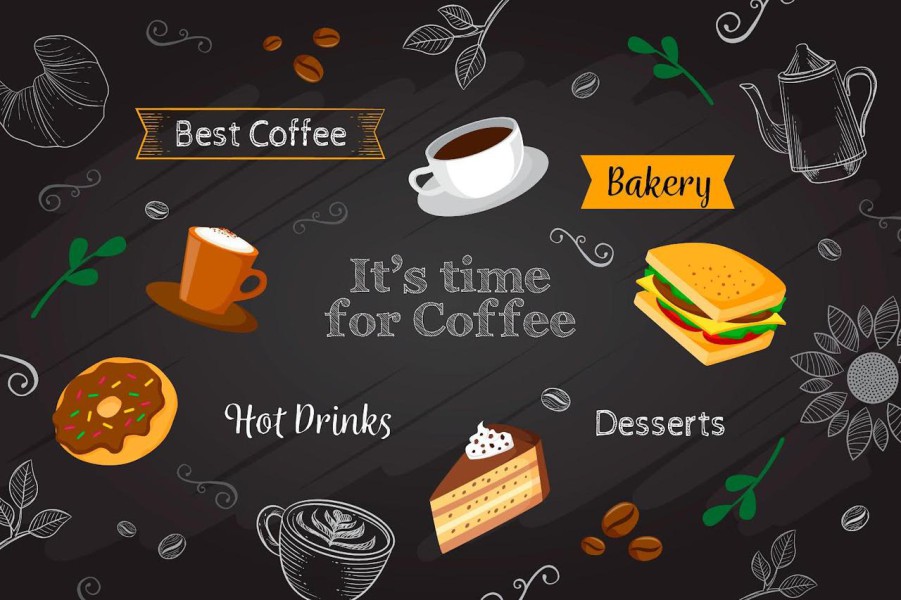 Best Coffee
Bakery
It's time
for Coffee
Hot Drinks
Desserts